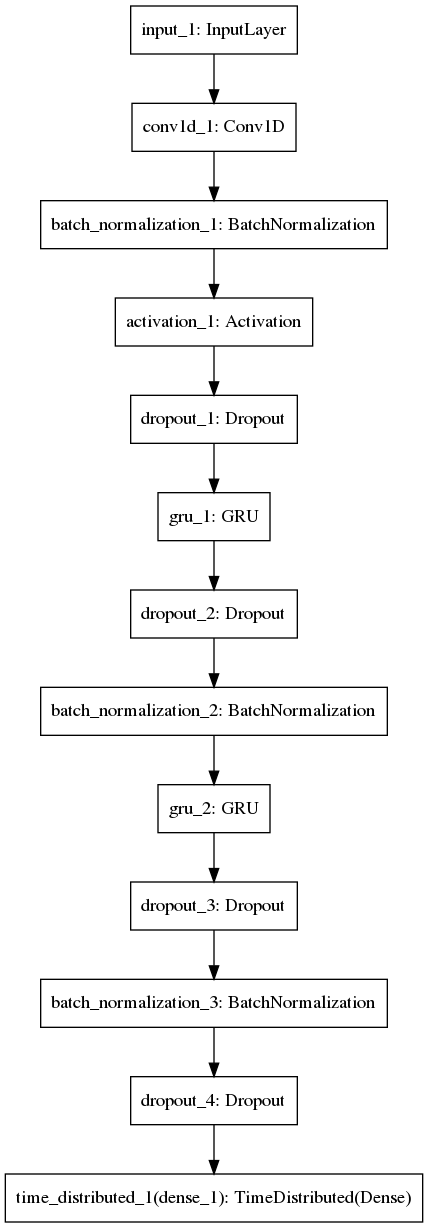 input_1: InputLayer
conv1d_1: Conv1D
batch_normalization_1: BatchNormalization
activation_1: Activation
dropout_1: Dropout
gru_1: GRU
dropout_2: Dropout
batch_normalization_2: BatchNormalization
gru_2: GRU
dropout_3: Dropout
batch_normalization_3: BatchNormalization
dropout_4: Dropout
time_distributed_1(dense_1): TimeDistributed(Dense)